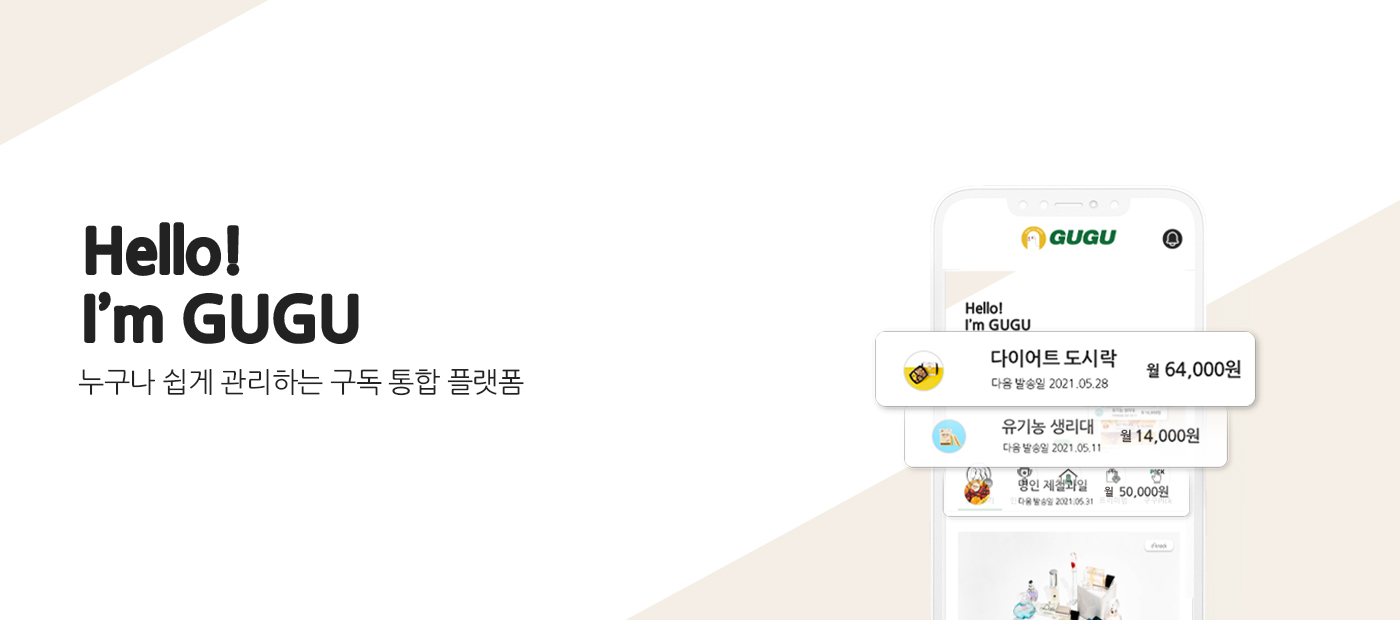 Hello!
I'm GUGU
누구나 쉽게 관리하는 구독 통합 플랫폼
GUGU
Hello!
I'm GUGU
다이어트 도시락
다음 발송일 2021.05.28
월 64,000원
유기농 생리대
다음 발송일 2021.05.11
월 14,000원
명인 제철과일
다음 발송일 2021.05.31
월 50,000원
PICK